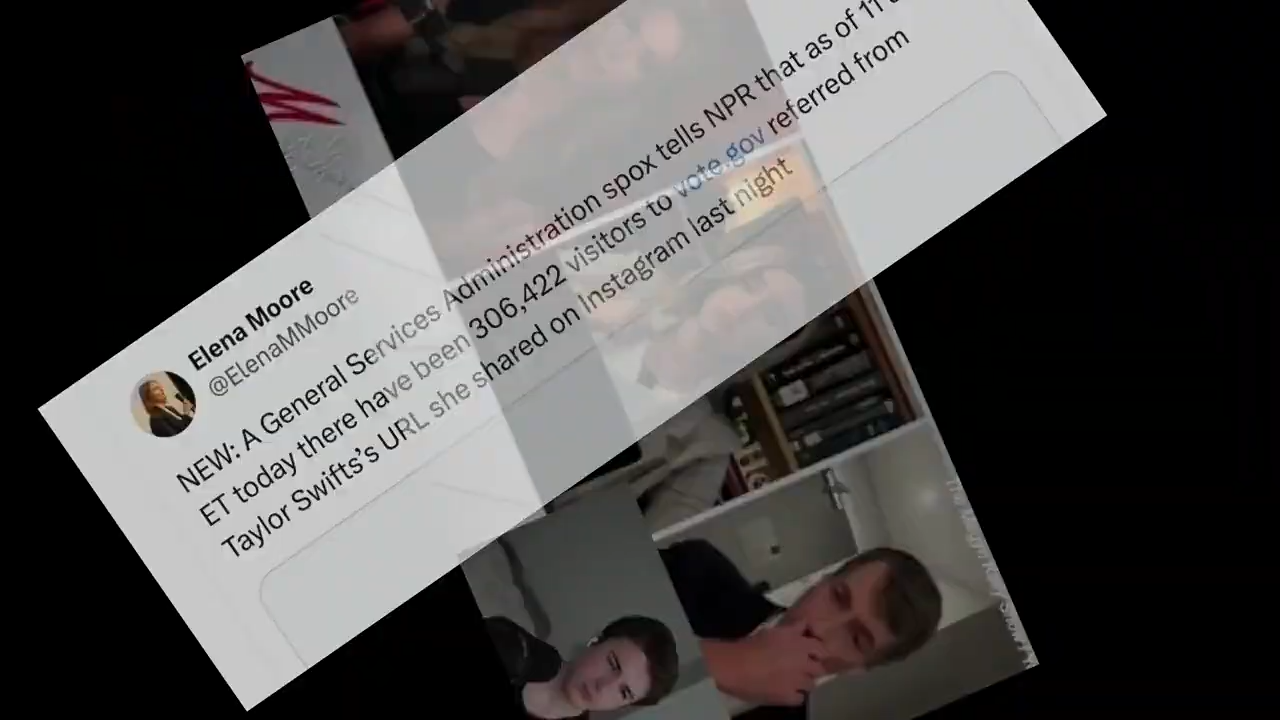 Elena Moore
@ElenaMMoore
NEW: A General Services Administration spox tells NPR that as of 11
ET today there have been 306,422 visitors to vote.gov referred from
Taylor Swifts's URL she shared on Instagram last night